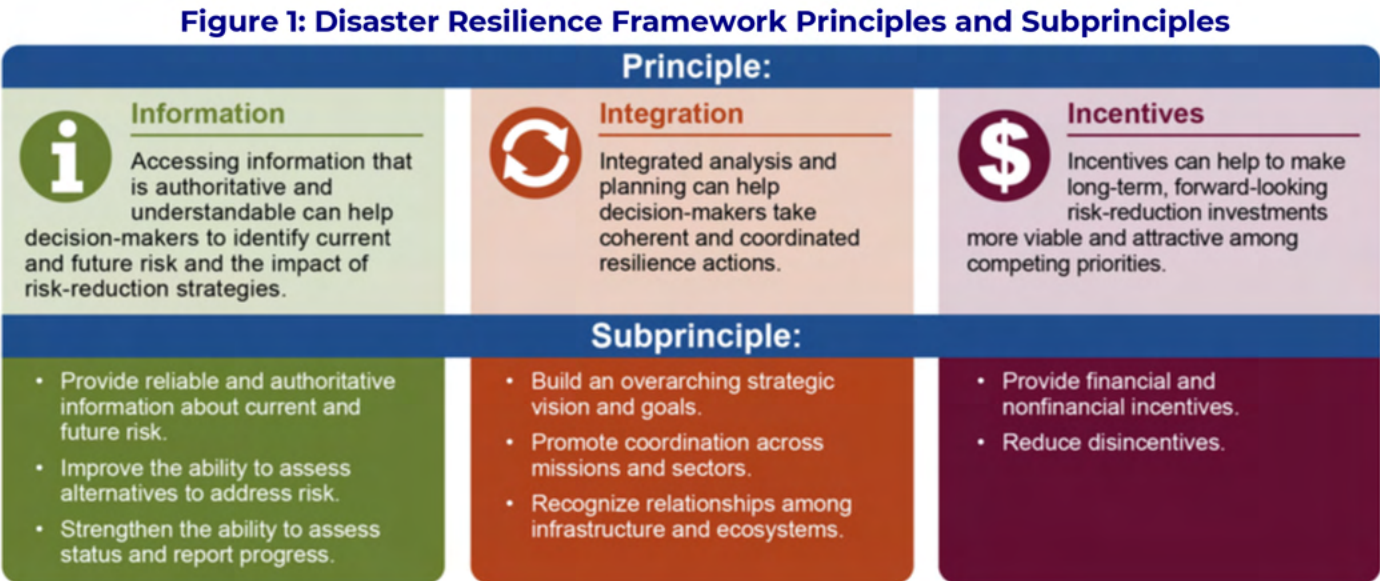 Figure 1: Disaster Resilience Framework Principles and Subprinciples
Principle:
Information
Accessing information that
is authoritative and
understandable can help
decision-makers to identify current
and future risk and the impact of
risk-reduction strategies.
Integration
Integrated analysis and
planning can help
decision-makers take
coherent and coordinated
resilience actions.
$
Incentives
Incentives can help to make
long-term, forward-looking
risk-reduction investments
more viable and attractive among
competing priorities.
Subprinciple:
• Provide reliable and authoritative
information about current and
future risk.
• Improve the ability to assess
alternatives to address risk.
• Strengthen the ability to assess
status and report progress.
• Build an overarching strategic
vision and goals.
• Promote coordination across
missions and sectors.
• Recognize relationships among
infrastructure and ecosystems.
• Provide financial and
nonfinancial incentives.
• Reduce disincentives.